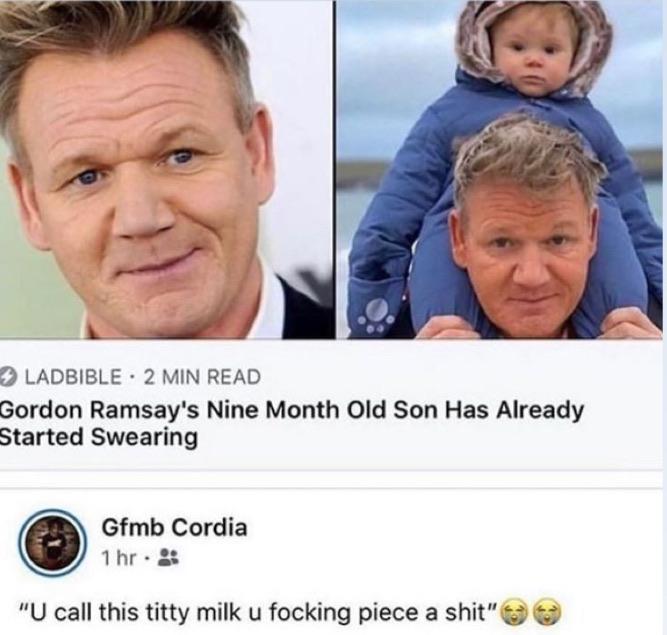 LADBIBLE · 2 MIN READ
Gordon Ramsay's Nine Month Old Son Has Already
Started Swearing
Gfmb Cordia
1 hr ·
"U call this titty milk u focking piece a shit"😭😭